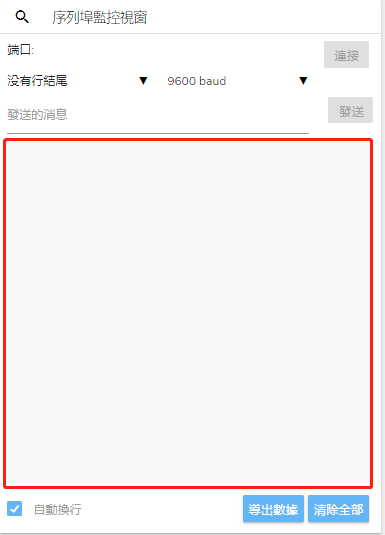 序列埠監控視窗
端口:
連接
没有行結尾
9600 baud
發送的消息
發送
自動換行
導出數據
清除全部